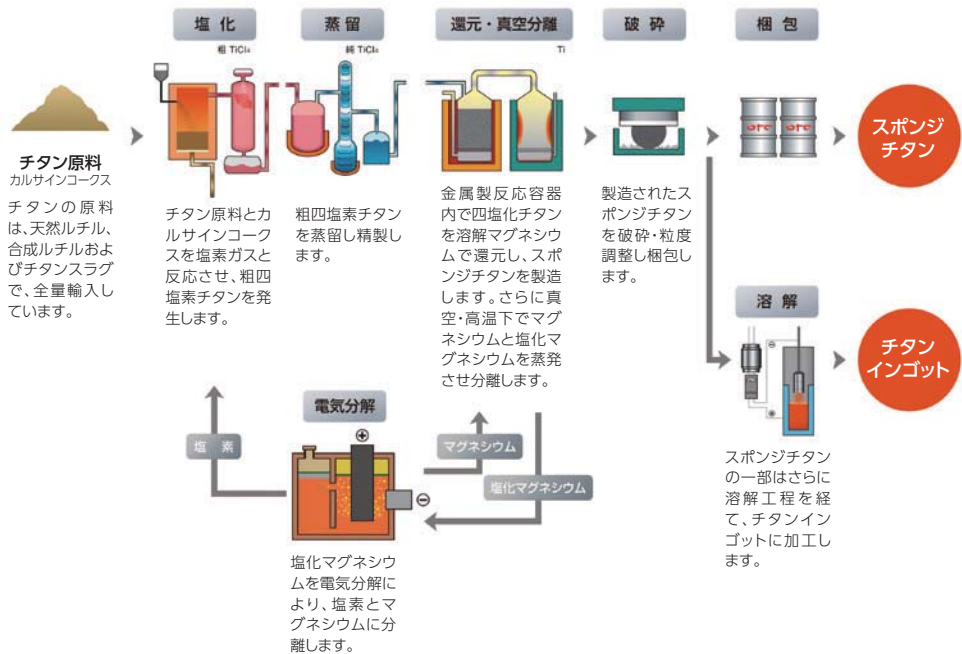 塩化
粗 TiCl₄
蒸留
純 TiCl₄
還元・真空分離
Ti
破砕
梱包
チタン原料
カルサインコークス
チタンの原料
は、天然ルチル、
合成ルチルおよ
びチタンスラグ
で、全量輸入し
ています。
チタン原料とカ
ルサインコーク
スを塩素ガスと
反応させ、粗四
塩素チタンを発
生します。
粗四塩素チタン
を蒸留し精製し
ます。
金属製反応容器
内で四塩化チタン
を溶解マグネシウ
ムで還元し、スポ
ンジチタンを製造
します。さらに真
空・高温下でマグ
ネシウムと塩化マ
グネシウムを蒸発
させ分離します。
製造されたス
ポンジチタン
を破砕・粒度
調整し梱包し
ます。
OTC
OTC
スポンジ
チタン
溶解
⊖
⊕
チタン
インゴット
スポンジチタン
の一部はさらに
溶解工程を経
て、チタンイン
ゴットに加工し
ます。
電気分解
⊕
⊖
塩素
マグネシウム
塩化マグネシウム
塩化マグネシウ
ムを電気分解に
より、塩素とマ
グネシウムに分
離します。